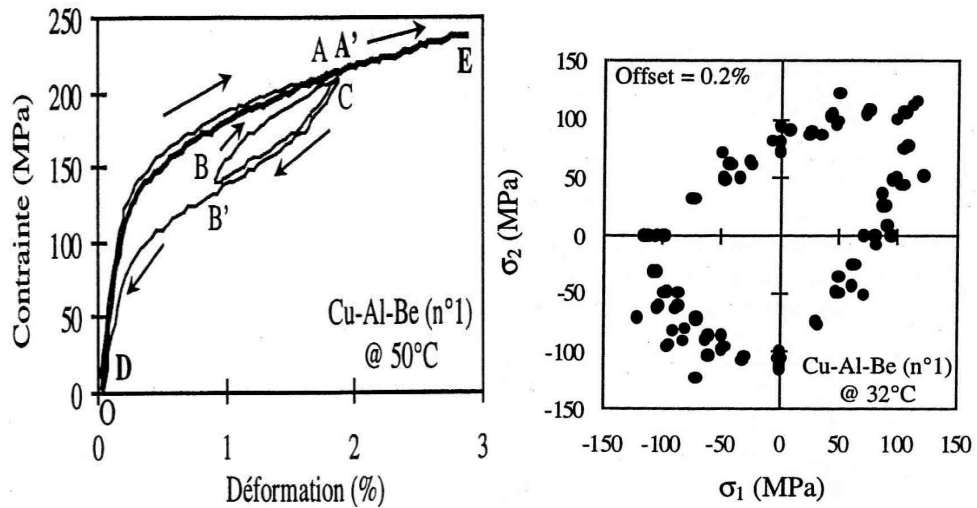 250
200
150
100
50
0
Contrainte (MPa)
A A'
E
C
B
B'
D
O
Cu-Al-Be (n°1)
@ 50°C
0
1
2
3
Déformation (%)
150
100
50
0
-50
-100
-150
σ2 (MPa)
Offset = 0.2%
Cu-Al-Be (n°1)
@ 32°C
-150
-100
-50
0
50
100
150
σ1 (MPa)